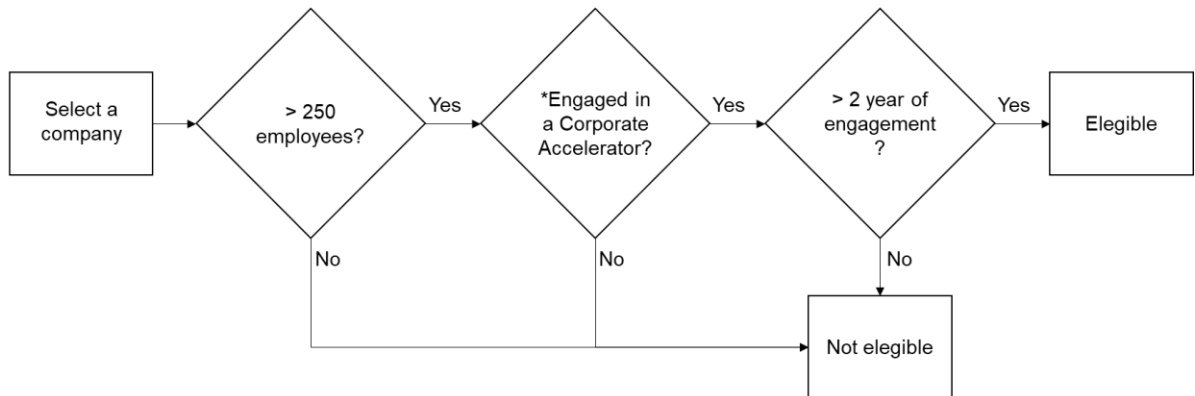 Select a
company
> 250
employees?
Yes
No
*Engaged in
a Corporate
Accelerator?
Yes
No
> 2 year of
engagement
?
Yes
No
Elegible
Not elegible